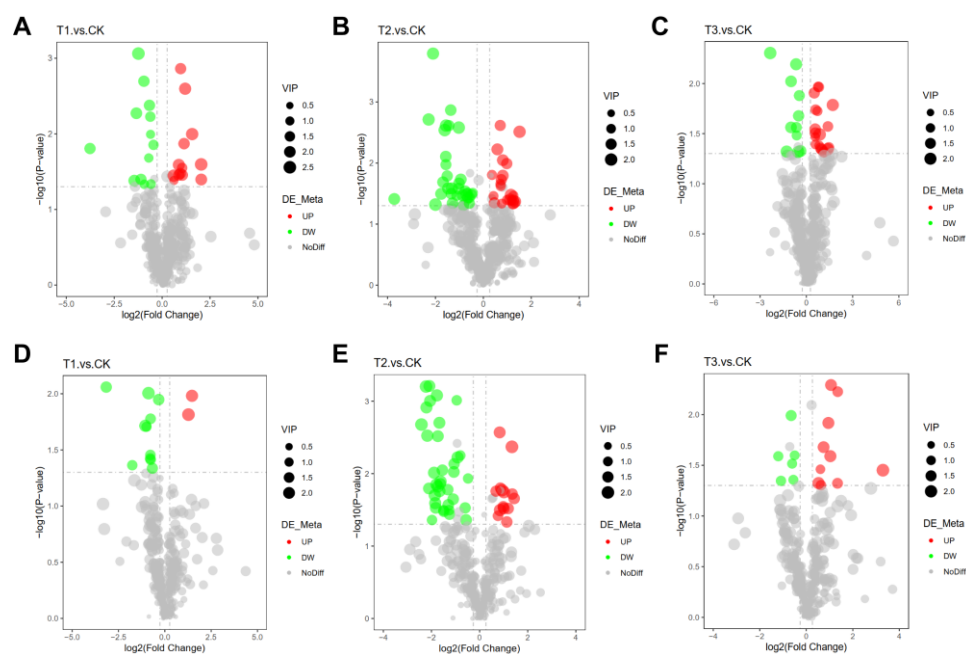 A
T1.vs.CK
3
2
1
0
−log10(P−value)
−5.0 −2.5 0.0 2.5 5.0
log2(Fold Change)
VIP
0.5
1.0
1.5
2.0
2.5
DE_Meta
UP
DW
NoDiff
B
T2.vs.CK
4
3
2
1
0
−log10(P−value)
−4 −2 0 2 4
log2(Fold Change)
VIP
0.5
1.0
1.5
2.0
DE_Meta
UP
DW
NoDiff
C
T3.vs.CK
2.0
1.5
1.0
0.5
0.0
−log10(P−value)
−6 −3 0 3 6
log2(Fold Change)
VIP
0.5
1.0
1.5
2.0
DE_Meta
UP
DW
NoDiff
D
T1.vs.CK
2.0
1.5
1.0
0.5
0.0
−log10(P−value)
−5.0 −2.5 0.0 2.5 5.0
log2(Fold Change)
VIP
0.5
1.0
1.5
2.0
DE_Meta
UP
DW
NoDiff
E
T2.vs.CK
3
2
1
0
−log10(P−value)
−4 −2 0 2 4
log2(Fold Change)
VIP
0.5
1.0
1.5
2.0
DE_Meta
UP
DW
NoDiff
F
T3.vs.CK
2.0
1.5
1.0
0.5
0.0
−log10(P−value)
−4 −2 0 2 4
log2(Fold Change)
VIP
0.5
1.0
1.5
2.0
DE_Meta
UP
DW
NoDiff